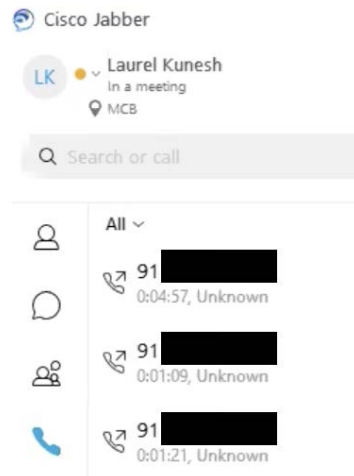 Cisco Jabber
LK
Laurel Kunesh
In a meeting
MCB
Search or call
All
91
0:04:57, Unknown
91
0:01:09, Unknown
91
0:01:21, Unknown